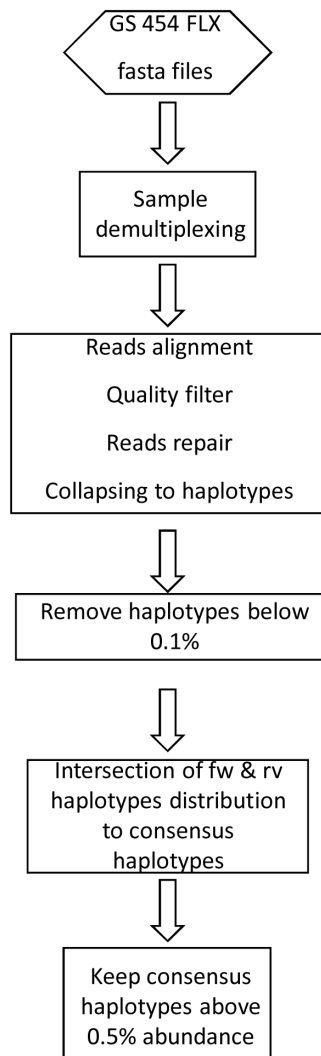 GS 454 FLX
fasta files
Sample
demultiplexing
Reads alignment
Quality filter
Reads repair
Collapsing to haplotypes
Remove haplotypes below
0.1%
Intersection of fw & rv
haplotypes distribution
to consensus
haplotypes
Keep consensus
haplotypes above
0.5% abundance